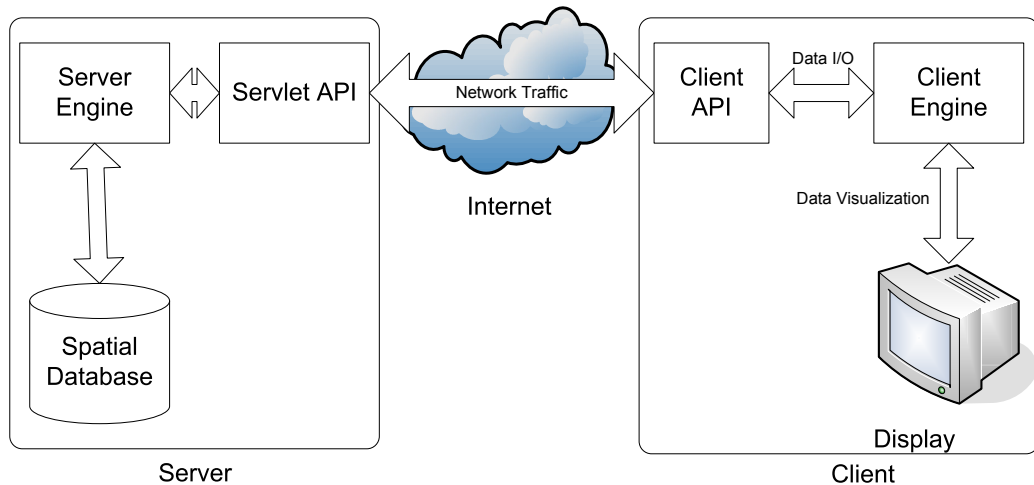 Server
Engine
Servlet API
Network Traffic
Internet
Client
API
Data I/O
Client
Engine
Data Visualization
Spatial
Database
Display
Server
Client